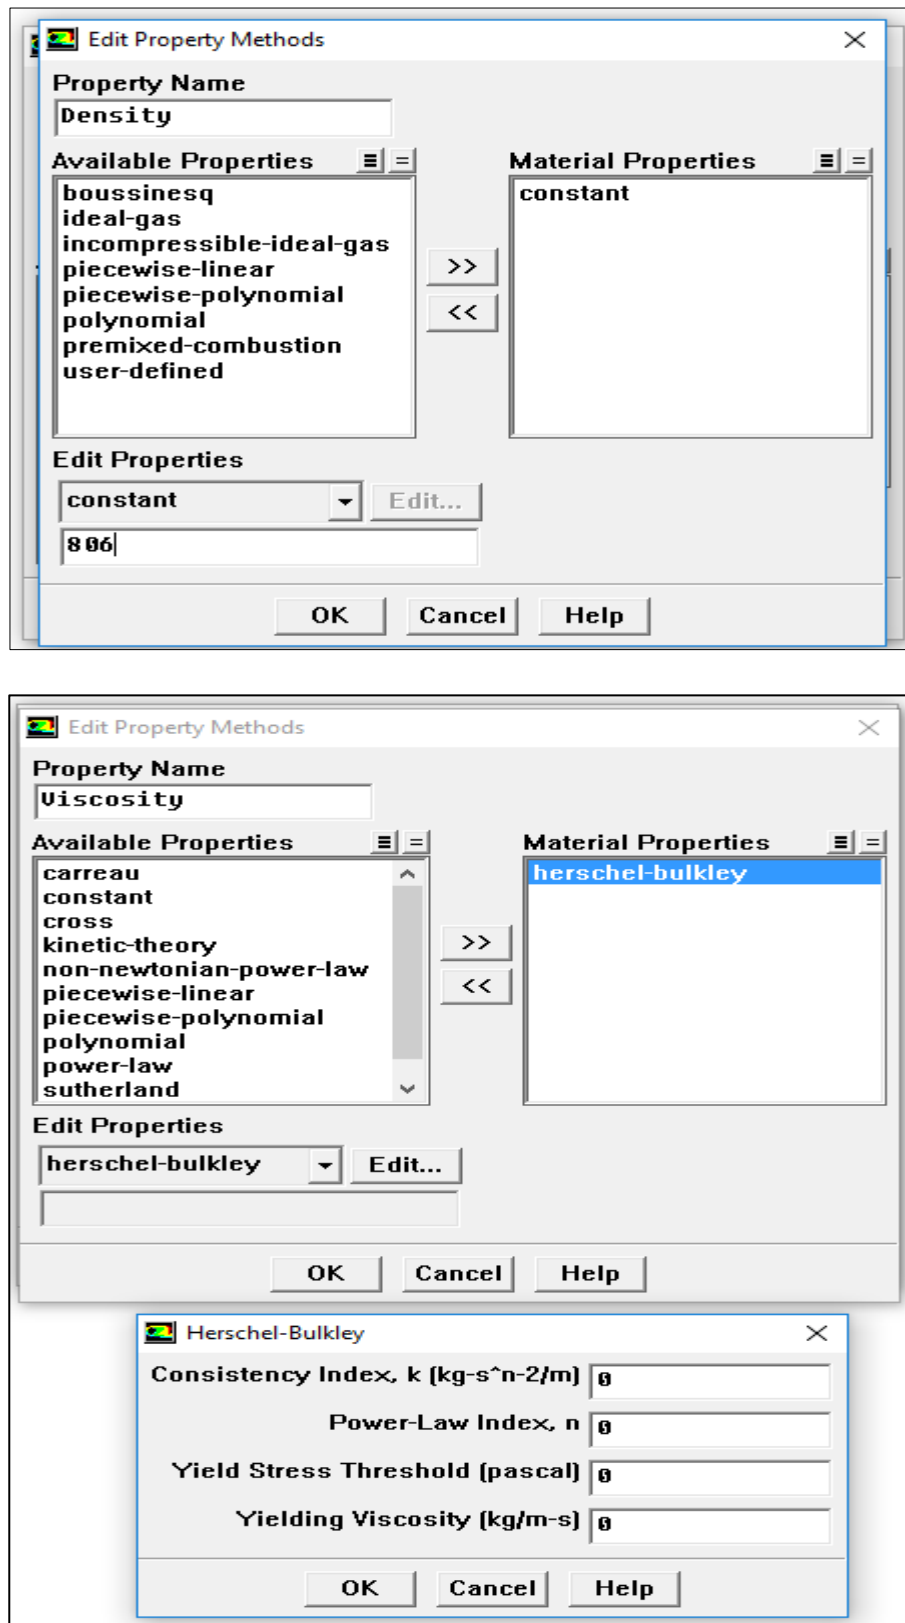 Edit Property Methods
Property Name
Density
Available Properties
Material Properties
boussinesq
ideal-gas
incompressible-ideal-gas
piecewise-linear
piecewise-polynomial
polynomial
premixed-combustion
user-defined
constant
>>
<<
Edit Properties
constant
Edit...
806
OK Cancel Help
Edit Property Methods
Property Name
Viscosity
Available Properties
Material Properties
carreau
constant
cross
kinetic-theory
non-newtonian-power-law
piecewise-linear
piecewise-polynomial
polynomial
power-law
sutherland
herschel-bulkley
>>
<<
Edit Properties
herschel-bulkley
Edit...
OK Cancel Help
Herschel-Bulkley
Consistency Index, k (kg-s^n-2/m) 0
Power-Law Index, n 0
Yield Stress Threshold (pascal) 0
Yielding Viscosity (kg/m-s) 0
OK Cancel Help